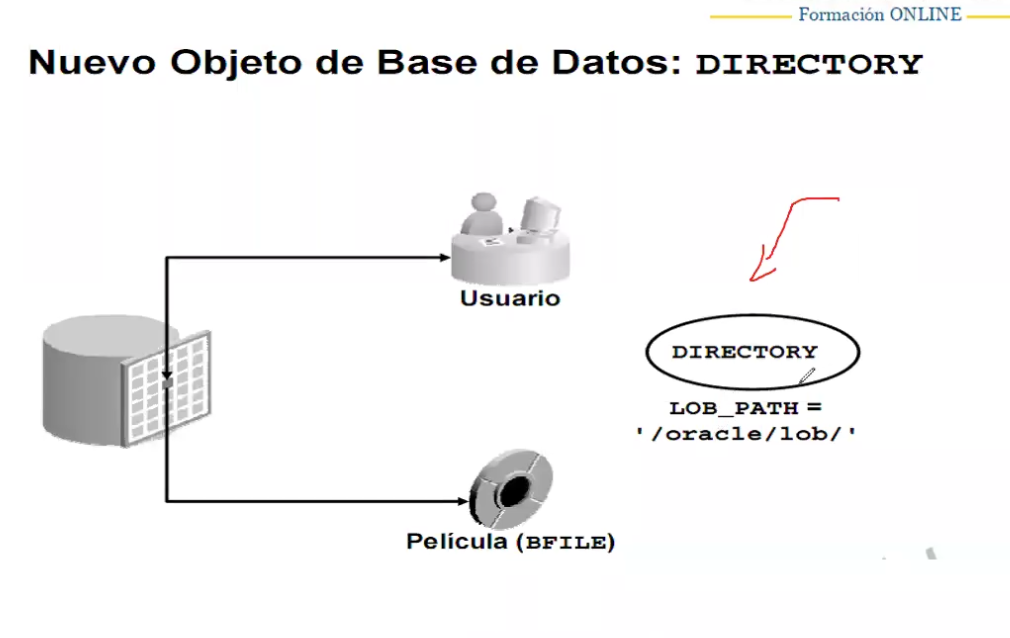 Formación ONLINE
Nuevo Objeto de Base de Datos: DIRECTORY
Usuario
DIRECTORY
LOB_PATH =
'/oracle/lob/'
Película (BFILE)